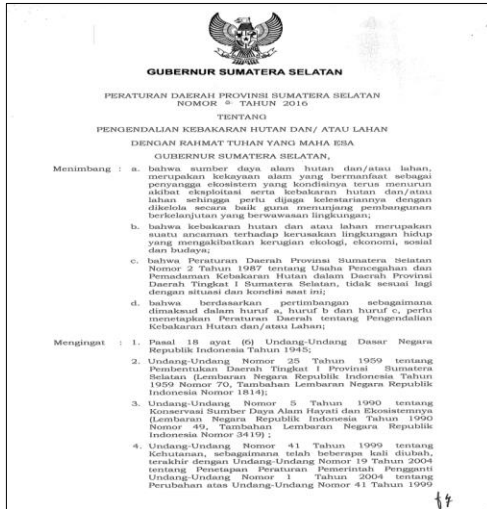 GUBERNUR SUMATERA SELATAN
PERATURAN DAERAH PROVINSI SUMATERA SELATAN
NOMOR 8 TAHUN 2016
TENTANG
PENGENDALIAN KEBAKARAN HUTAN DAN/ ATAU LAHAN
DENGAN RAHMAT TUHAN YANG MAHA ESA
GUBERNUR SUMATERA SELATAN,
Menimbang : a. bahwa sumber daya alam hutan dan/atau lahan,
merupakan kekayaan alam yang bermanfaat sebagai
penyangga ekosistem yang kondisinya terus menurun
akibat eksploitasi serta kebakaran hutan dan/atau
lahan sehingga perlu dijaga kelestariannya dengan
dikelola secara baik guna menunjang pembangunan
berkelanjutan yang berwawasan lingkungan;
b. bahwa kebakaran hutan dan atau lahan merupakan
suatu ancaman terhadap kerusakan lingkungan hidup
yang mengakibatkan kerugian ekologi, ekonomi, sosial
dan budaya;
c. bahwa Peraturan Daerah Provinsi Sumatera Selatan
Nomor 2 Tahun 1987 tentang Usaha Pencegahan dan
Pemadaman Kebakaran Hutan dalam Daerah Provinsi
Daerah Tingkat I Sumatera Selatan, tidak sesuai lagi
dengan situasi dan kondisi saat ini;
d. bahwa berdasarkan pertimbangan sebagaimana
dimaksud dalam huruf a, huruf b dan huruf c, perlu
menetapkan Peraturan Daerah tentang Pengendalian
Kebakaran Hutan dan/atau Lahan;
Mengingat : 1. Pasal 18 ayat (6) Undang-Undang Dasar Negara
Republik Indonesia Tahun 1945;
2. Undang-Undang Nomor 25 Tahun 1959 tentang
Pembentukan Daerah Tingkat I Provinsi Sumatera
Selatan (Lembaran Negara Republik Indonesia Tahun
1959 Nomor 70, Tambahan Lembaran Negara Republik
Indonesia Nomor 1814);
3. Undang-Undang Nomor 5 Tahun 1990 tentang
Konservasi Sumber Daya Alam Hayati dan Ekosistemnya
(Lembaran Negara Republik Indonesia Tahun 1990
Nomor 49, Tambahan Lembaran Negara Republik
Indonesia Nomor 3419) ;
4. Undang-Undang Nomor 41 Tahun 1999 tentang
Kehutanan, sebagaimana telah beberapa kali diubah,
terakhir dengan Undang-Undang Nomor 19 Tahun 2004
tentang Penetapan Peraturan Pemerintah Pengganti
Undang-Undang Nomor 1 Tahun 2004 tentang
Perubahan atas Undang-Undang Nomor 41 Tahun 1999